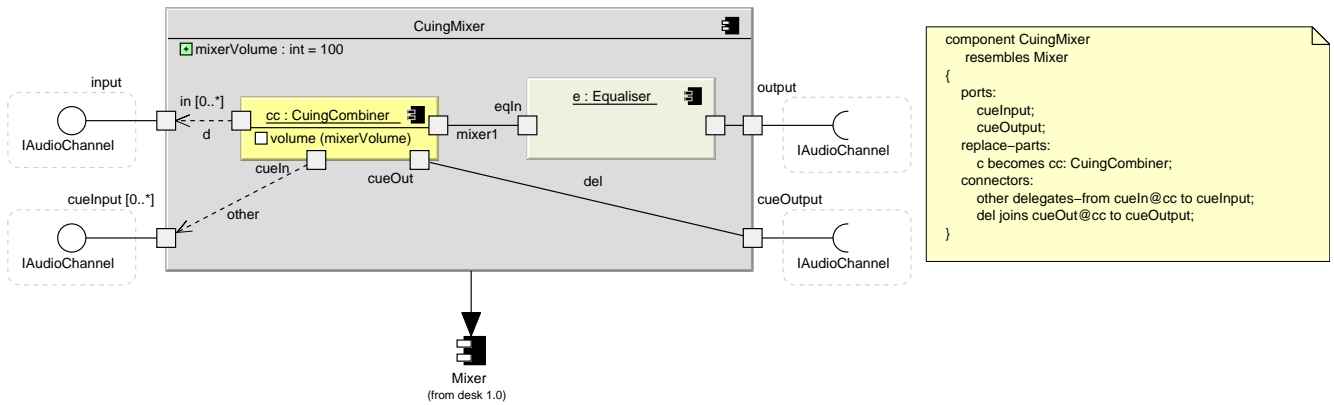 CuingMixer
mixerVolume : int = 100
input
in [0..*]
cc : CuingCombiner
eqIn
e : Equaliser
output
IAudioChannel
d
volume (mixerVolume)
mixer1
IAudioChannel
cueIn
cueOut
del
cueInput [0..*]
other
cueOutput
IAudioChannel
IAudioChannel
Mixer
(from desk 1.0)
component CuingMixer
resembles Mixer
{
ports:
cueInput;
cueOutput;
replace−parts:
c becomes cc: CuingCombiner;
connectors:
other delegates−from cueIn@cc to cueInput;
del joins cueOut@cc to cueOutput;
}